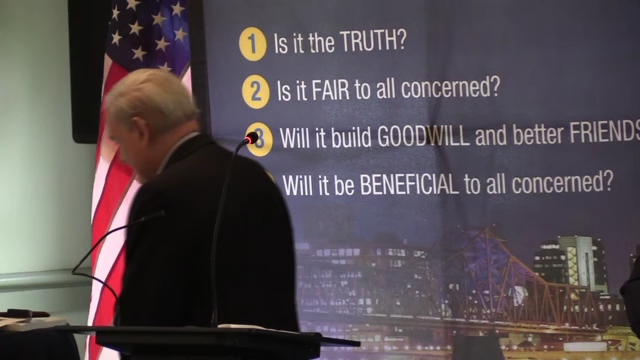 1 Is it the TRUTH?
2 Is it FAIR to all concerned?
3 Will it build GOODWILL and better FRIENDS
Will it be BENEFICIAL to all concerned?